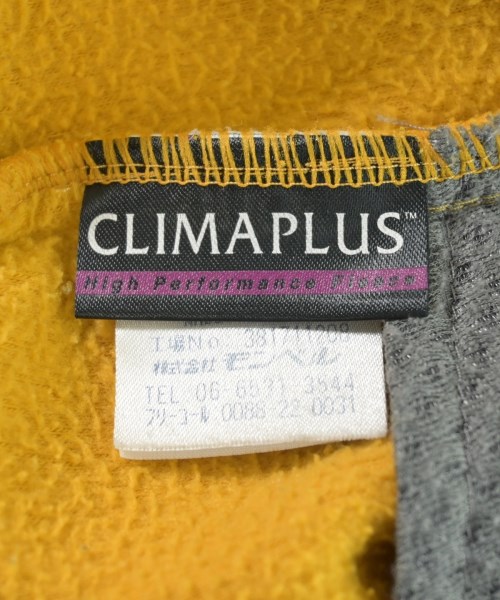 CLIMAPLUS™
High Performance Fleece
工場No. 381711208
株式会社 モンベル
TEL 06-6531-3544
フリーコール 0088-22-0031